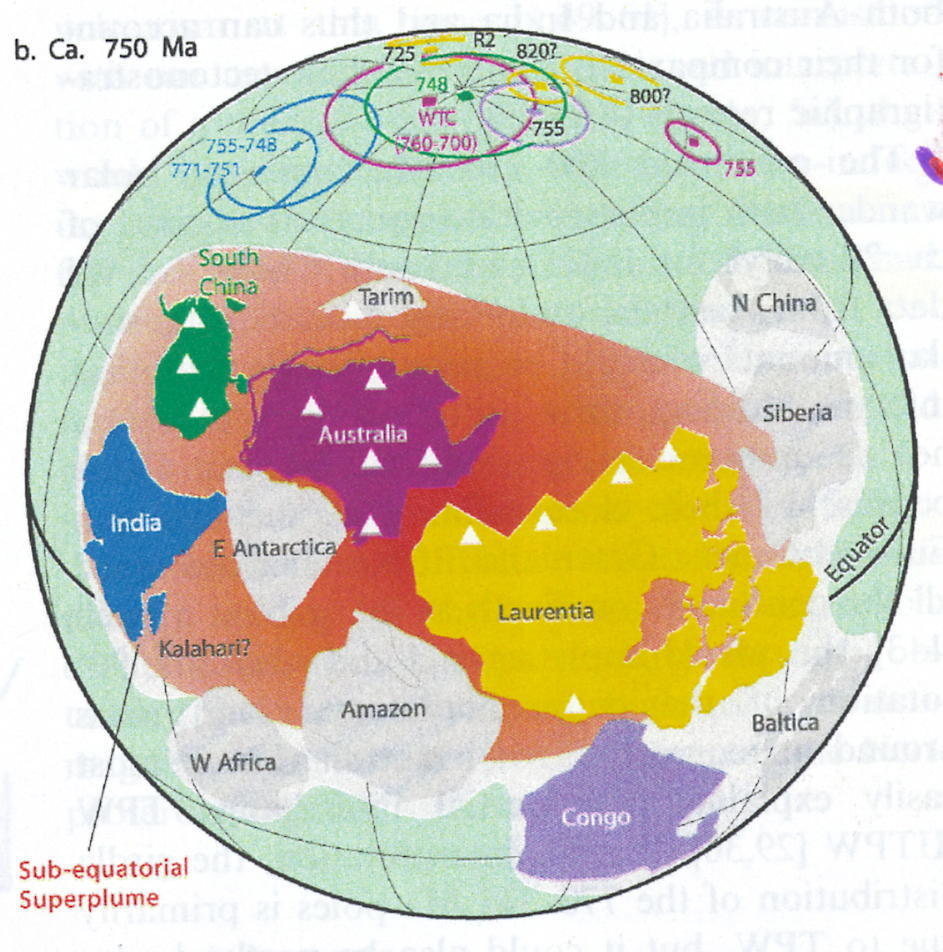 b. Ca. 750 Ma
R2
725
820?
748
800?
WTC
(760-700)
755
755-748
771-751
755
South
China
Tarim
N China
Siberia
Australia
India
E Antarctica
Equator
Laurentia
Kalahari?
Amazon
Baltica
W Africa
Congo
Sub-equatorial
Superplume